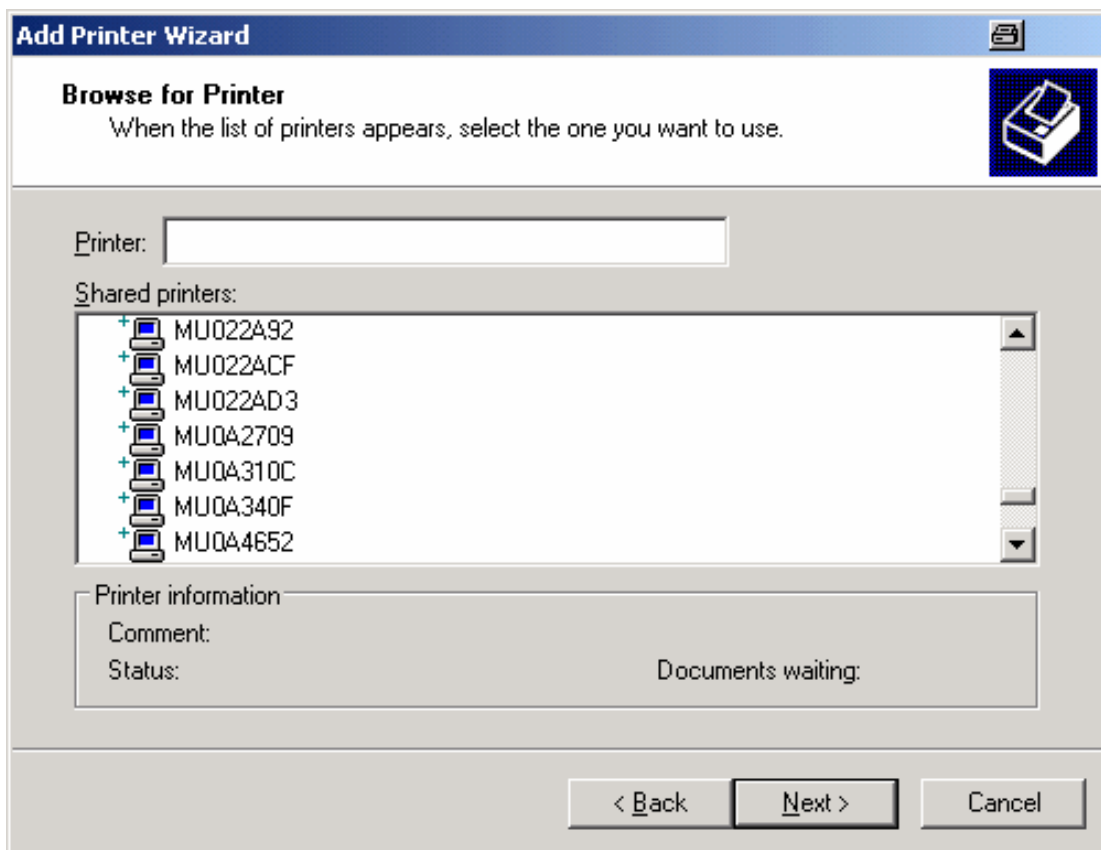 Add Printer Wizard
Browse for Printer
When the list of printers appears, select the one you want to use.
Printer:
Shared printers:
MU022A92
MU022ACF
MU022AD3
MU0A2709
MU0A310C
MU0A340F
MU0A4652
Printer information
Comment:
Status: Documents waiting:
< Back Next > Cancel